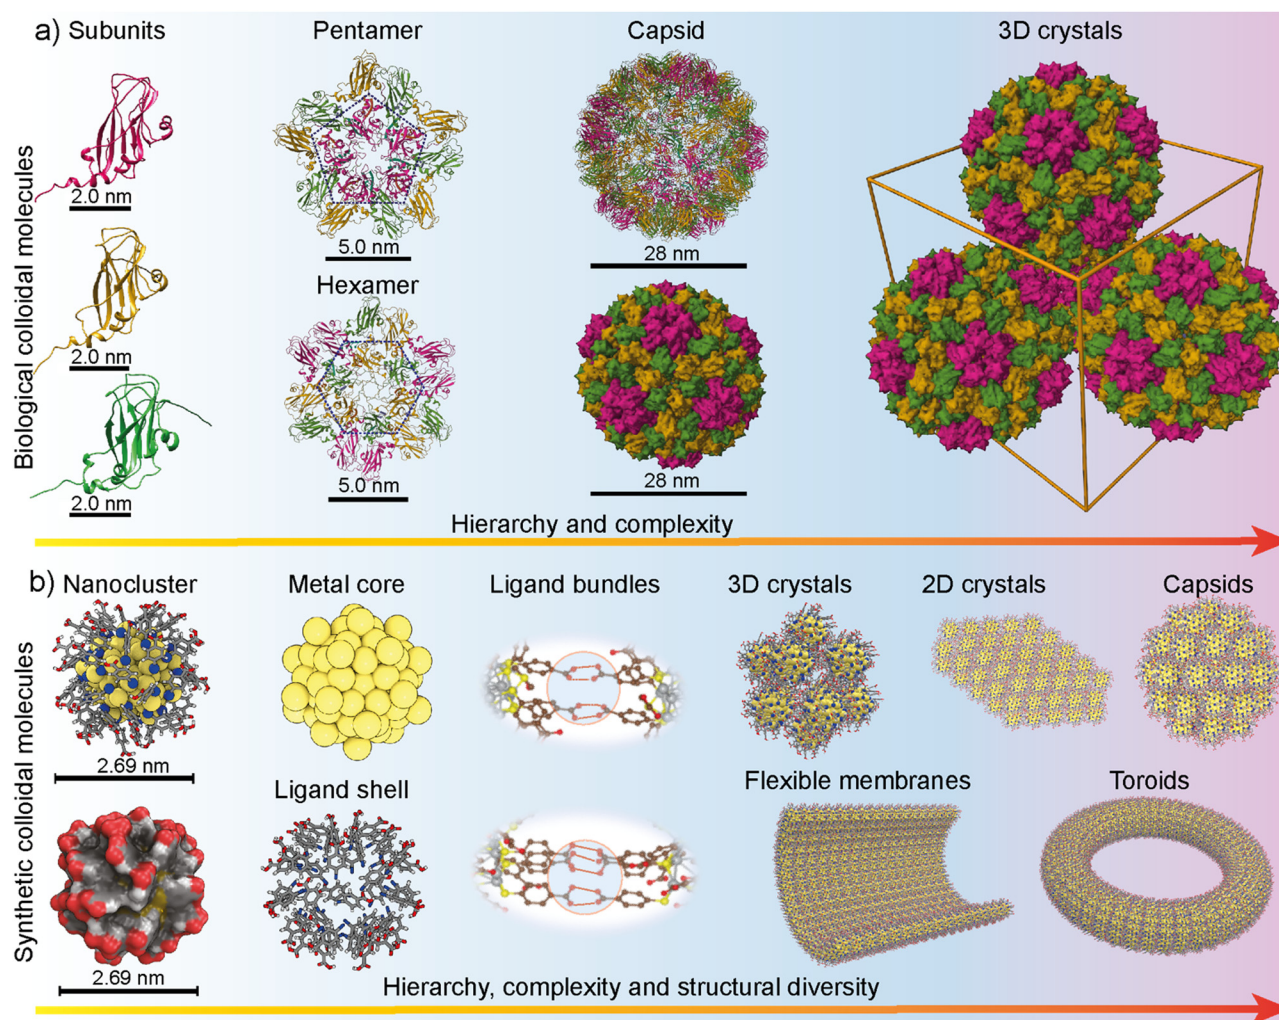 a)
Subunits
Pentamer
Capsid
3D crystals
Biological colloidal molecules
2.0 nm
5.0 nm
28 nm
Hexamer
2.0 nm
2.0 nm
5.0 nm
28 nm
Hierarchy and complexity
b)
Nanocluster
Metal core
Ligand bundles
3D crystals
2D crystals
Capsids
Synthetic colloidal molecules
2.69 nm
Ligand shell
Flexible membranes
Toroids
2.69 nm
Hierarchy, complexity and structural diversity